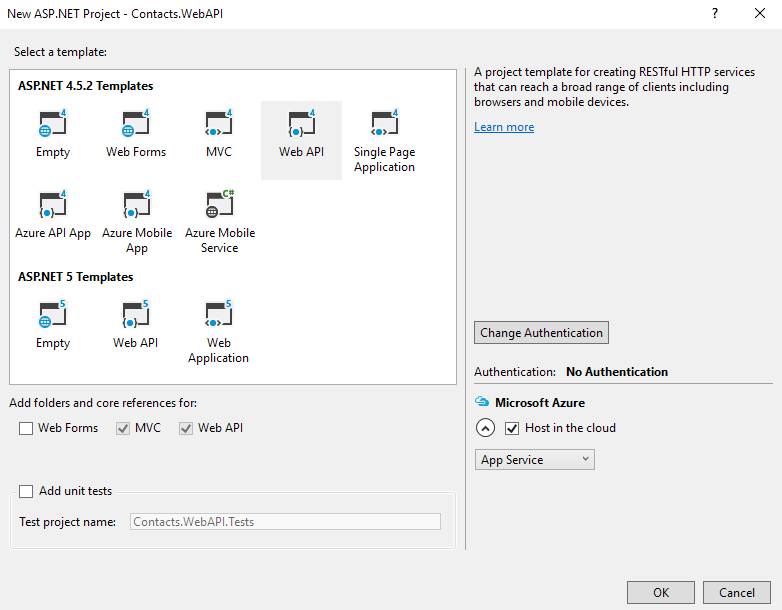 New ASP.NET Project - Contacts.WebAPI
?
Select a template:
ASP.NET 4.5.2 Templates
4 4 4 4 4
Empty Web Forms MVC Web API Single Page
Application
4 4 C#
Azure API App Azure Mobile Azure Mobile
App Service
ASP.NET 5 Templates
5 5 5
Empty Web API Web
Application
A project template for creating RESTful HTTP services
that can reach a broad range of clients including
browsers and mobile devices.
Learn more
Change Authentication
Authentication: No Authentication
Microsoft Azure
Host in the cloud
App Service
Add folders and core references for:
Web Forms MVC Web API
Add unit tests
Test project name: Contacts.WebAPI.Tests
OK Cancel